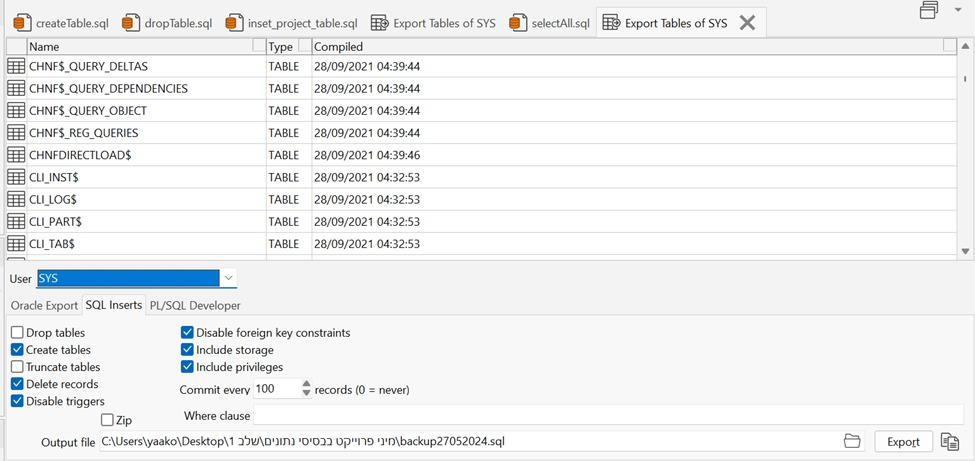 createTable.sql dropTable.sql inset_project_table.sql Export Tables of SYS selectAll.sql Export Tables of SYS
Name Type Compiled
CHNF$_QUERY_DELTAS TABLE 28/09/2021 04:39:44
CHNF$_QUERY_DEPENDENCIES TABLE 28/09/2021 04:39:44
CHNF$_QUERY_OBJECT TABLE 28/09/2021 04:39:44
CHNF$_REG_QUERIES TABLE 28/09/2021 04:39:44
CHNFDIRECTLOAD$ TABLE 28/09/2021 04:39:46
CLI_INST$ TABLE 28/09/2021 04:32:53
CLI_LOG$ TABLE 28/09/2021 04:32:53
CLI_PART$ TABLE 28/09/2021 04:32:53
CLI_TAB$ TABLE 28/09/2021 04:32:53
User SYS
Oracle Export SQL Inserts PL/SQL Developer
Drop tables Disable foreign key constraints
Create tables Include storage
Truncate tables Include privileges
Delete records Commit every 100 records (0 = never)
Disable triggers
Zip Where clause
Output file C:\Users\yaako\Desktop\מיני פרוייקט בבסיסי נתונים\שלב 1\backup27052024.sql Export